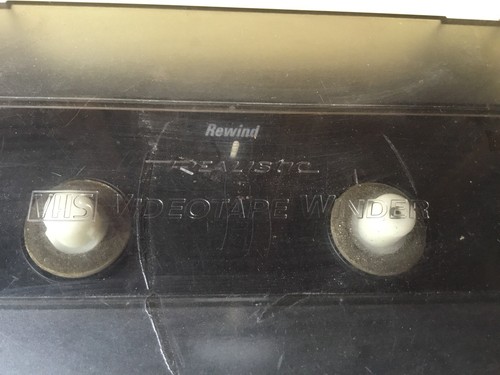 Rewind
REALISTIC
VHS VIDEOTAPE WINDER